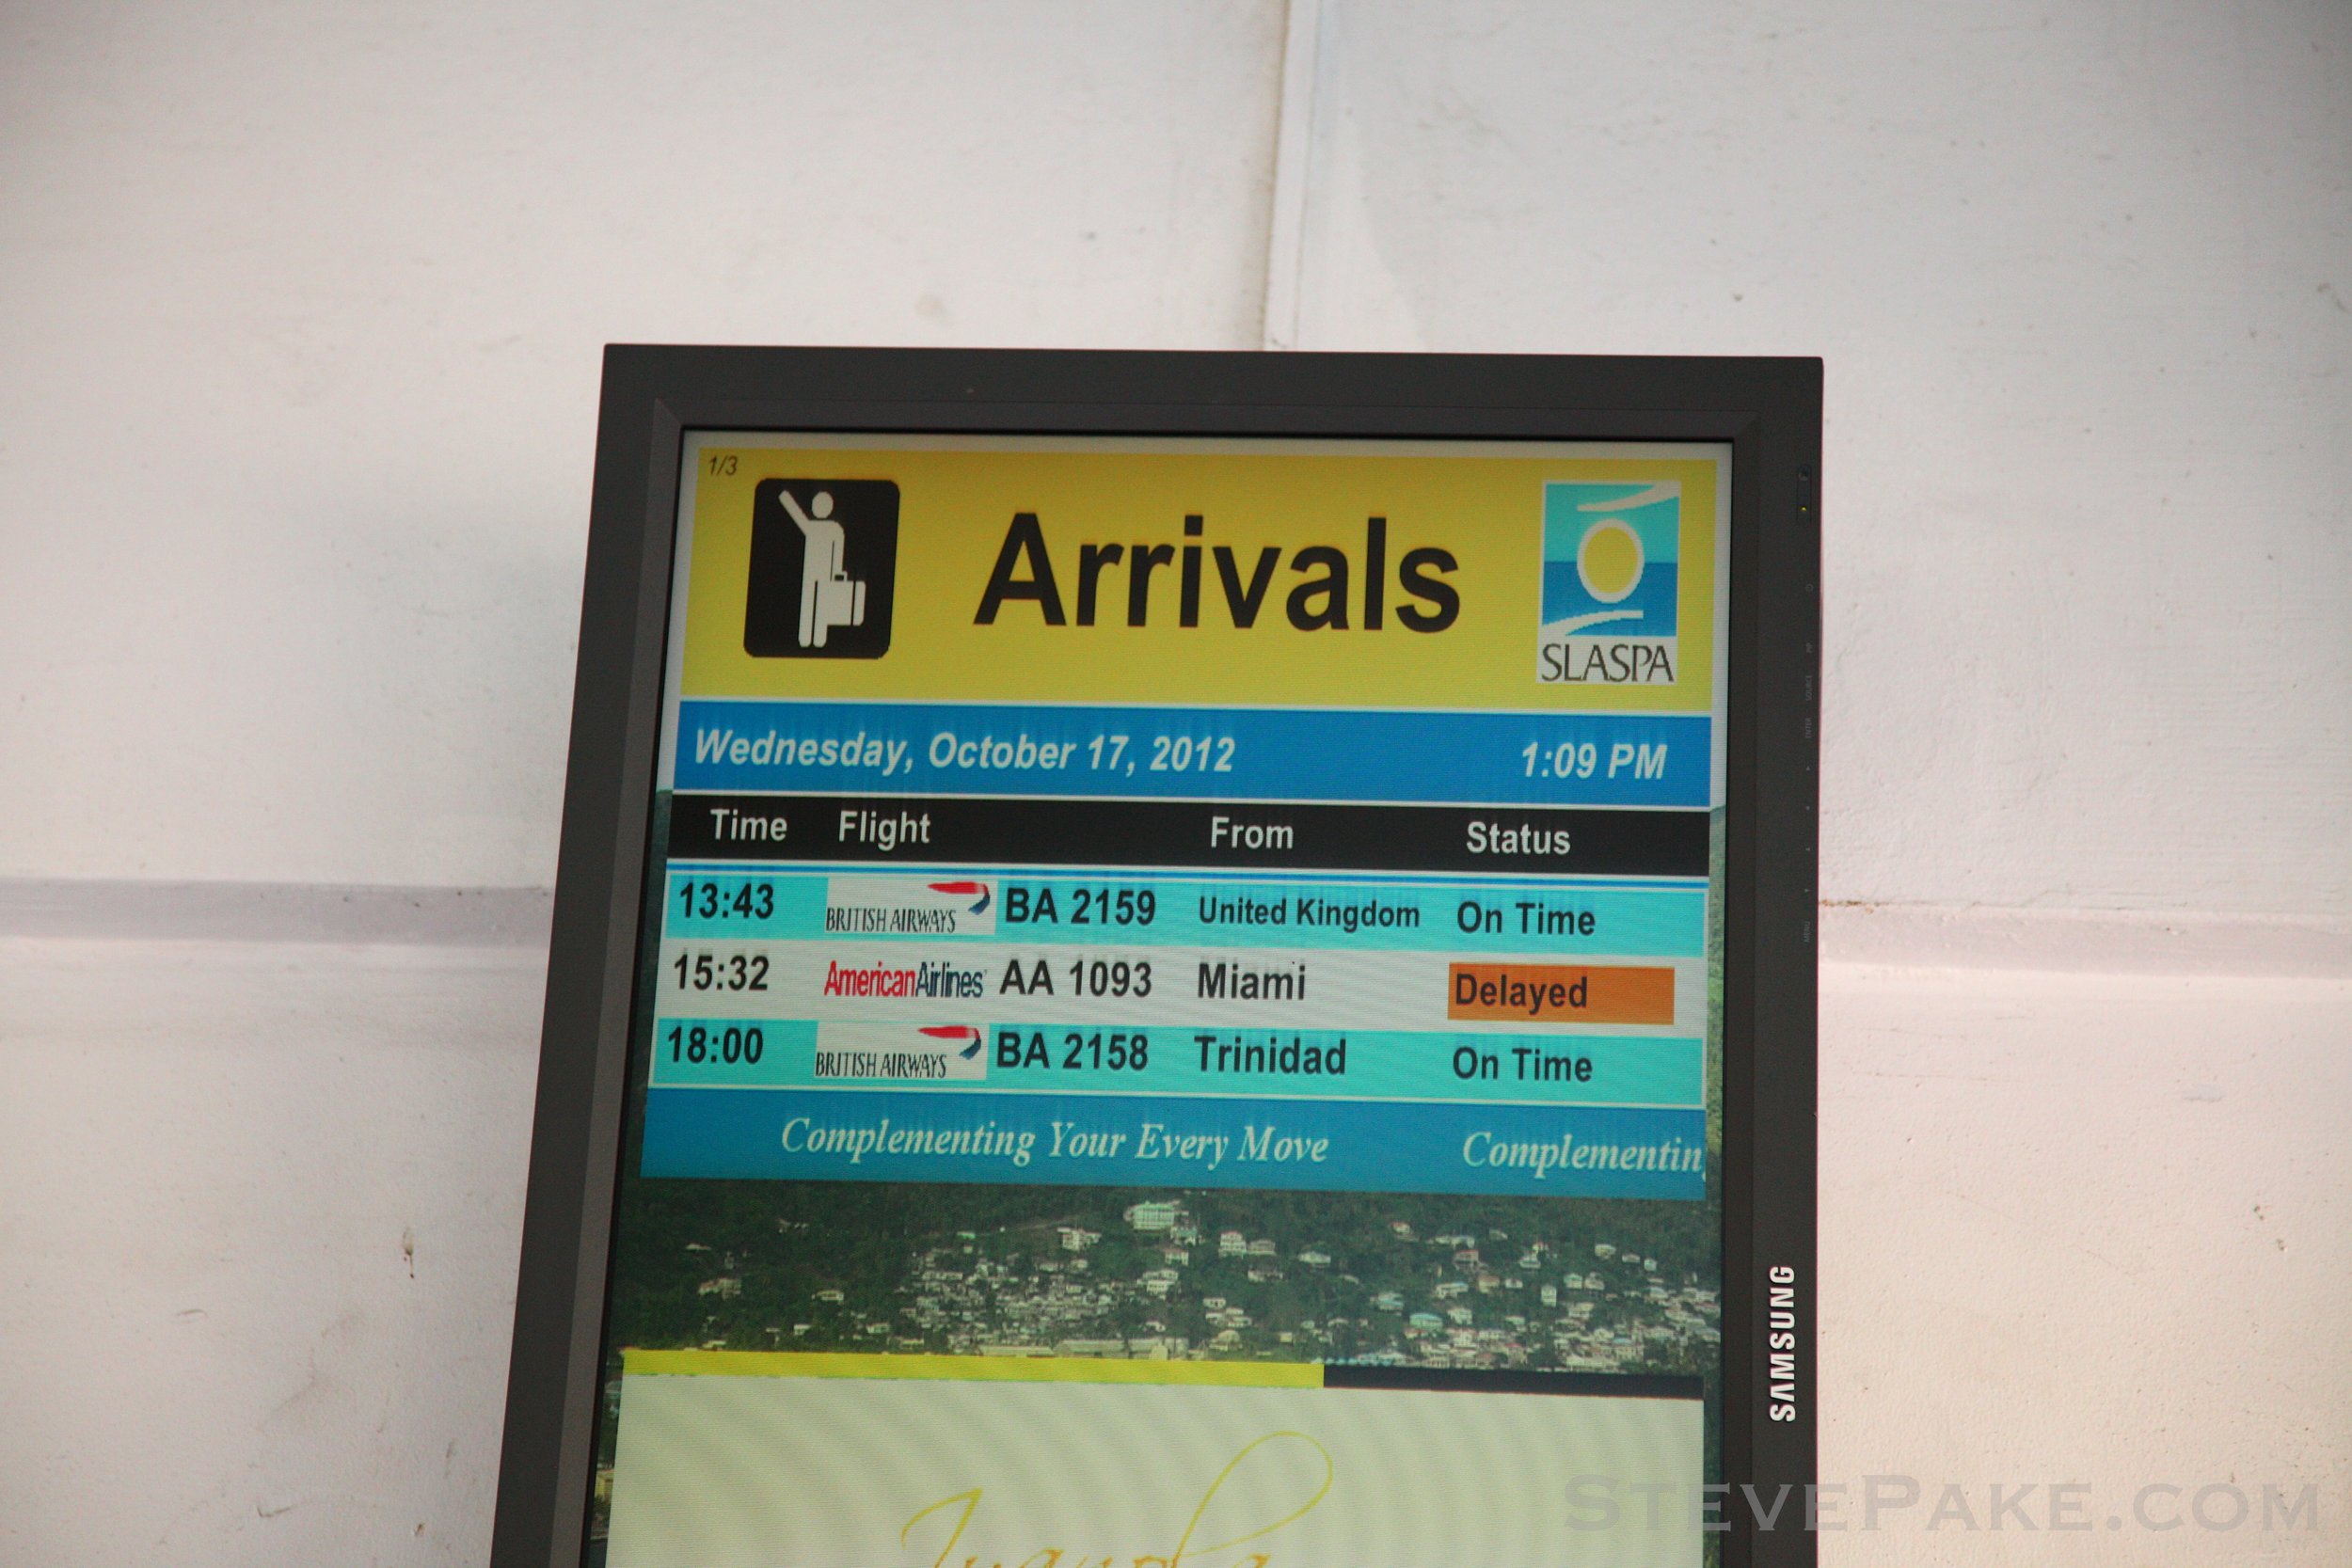 1/3
Arrivals
SLASPA
Wednesday, October 17, 2012 1:09 PM
Time Flight From Status
13:43 BRITISH AIRWAYS BA 2159 United Kingdom On Time
15:32 AmericanAirlines AA 1093 Miami Delayed
18:00 BRITISH AIRWAYS BA 2158 Trinidad On Time
Complementing Your Every Move Complementin
SAMSUNG
STEVEPAKE.COM